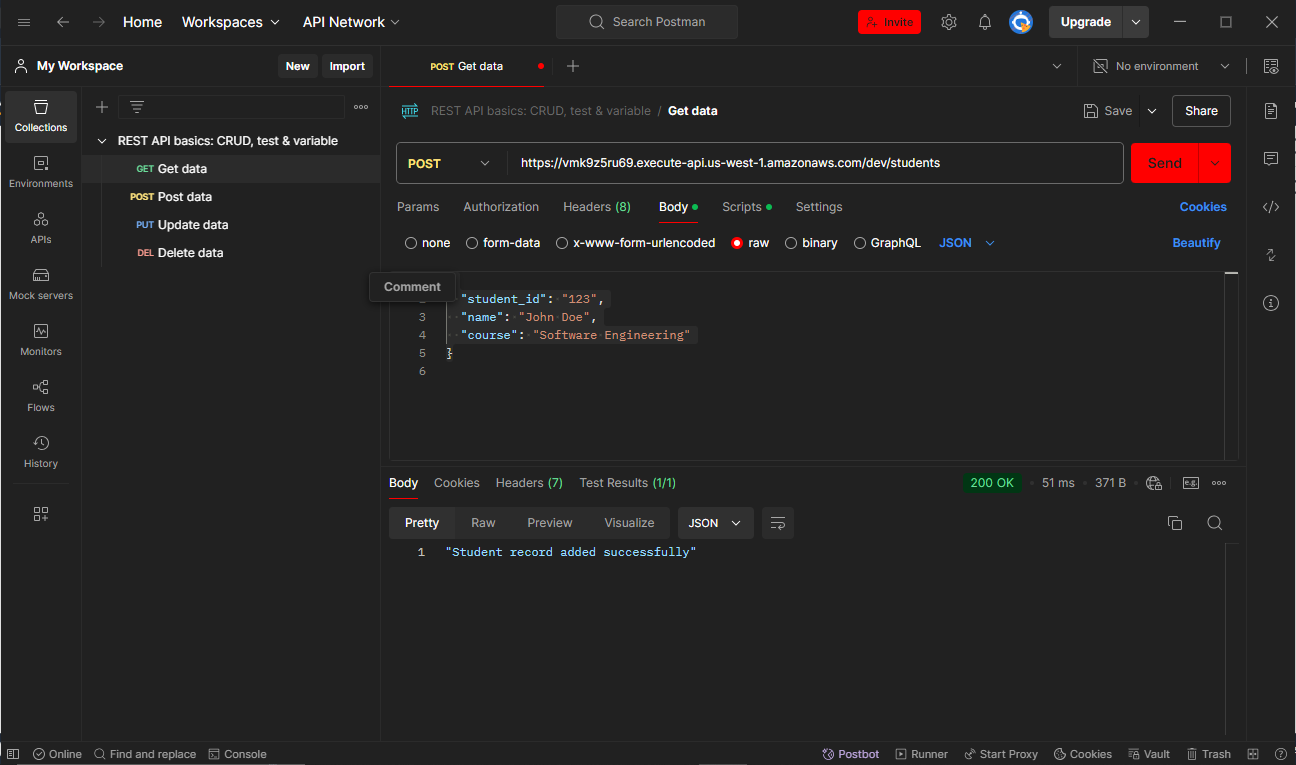 Home Workspaces API Network Search Postman Invite Upgrade
My Workspace New Import POST Get data No environment
Collections
Environments
APIs
Mock servers
Monitors
Flows
History
REST API basics: CRUD, test & variable
GET Get data
POST Post data
PUT Update data
DEL Delete data
HTTP REST API basics: CRUD, test & variable / Get data Save Share
POST https://vmk9z5ru69.execute-api.us-west-1.amazonaws.com/dev/students Send
Params Authorization Headers (8) Body Scripts Settings Cookies
none form-data x-www-form-urlencoded raw binary GraphQL JSON Beautify
Comment
"student_id": "123",
3 "name": "John Doe",
4 "course": "Software Engineering"
5 }
6
Body Cookies Headers (7) Test Results (1/1) 200 OK 51 ms 371 B e.g.
Pretty Raw Preview Visualize JSON
1 "Student record added successfully"
Online Find and replace Console Postbot Runner Start Proxy Cookies Vault Trash